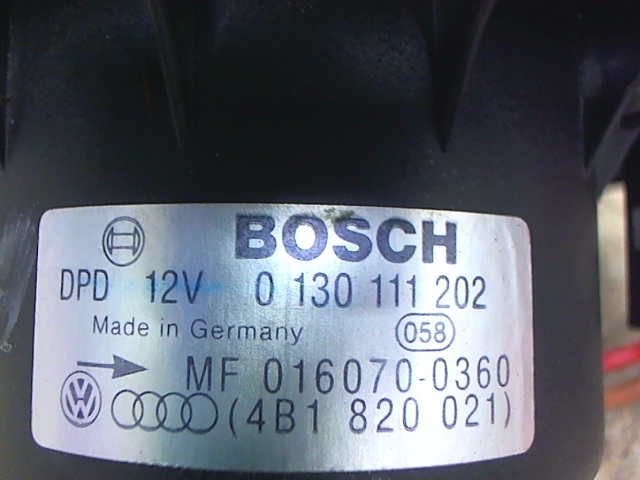 BOSCH
DPD 12V 0 130 111 202
Made in Germany 058
MF 016070-0360
(4B1 820 021)